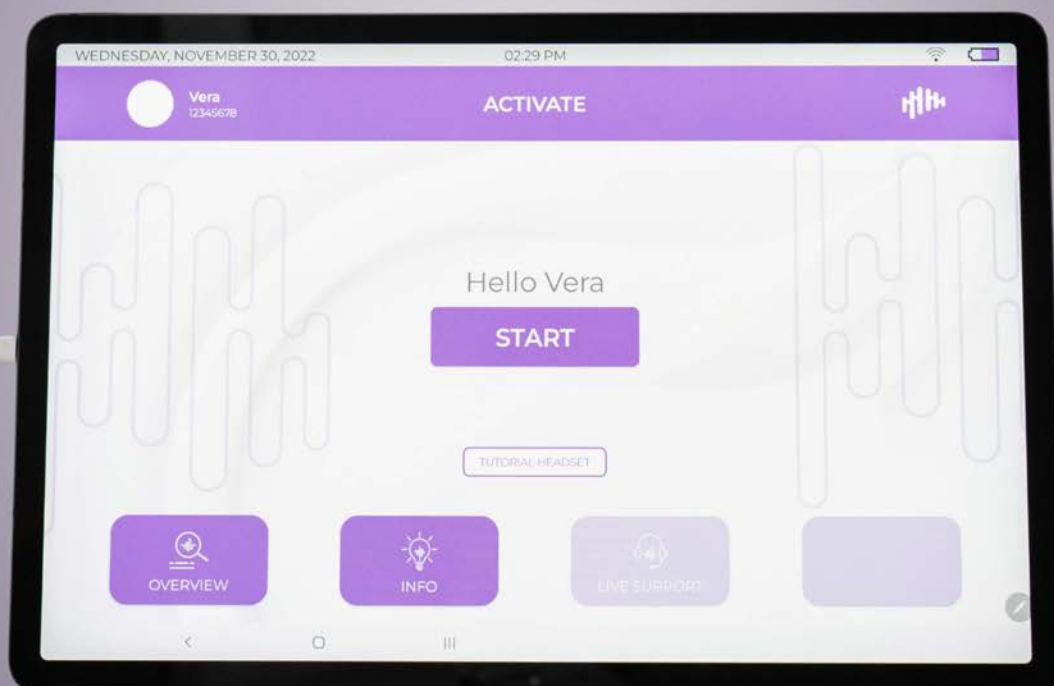 WEDNESDAY, NOVEMBER 30, 2022 02:29 PM
Vera
12345678
ACTIVATE
Hello Vera
START
TUTORIAL HEADSET
OVERVIEW
INFO
LIVE SUPPORT